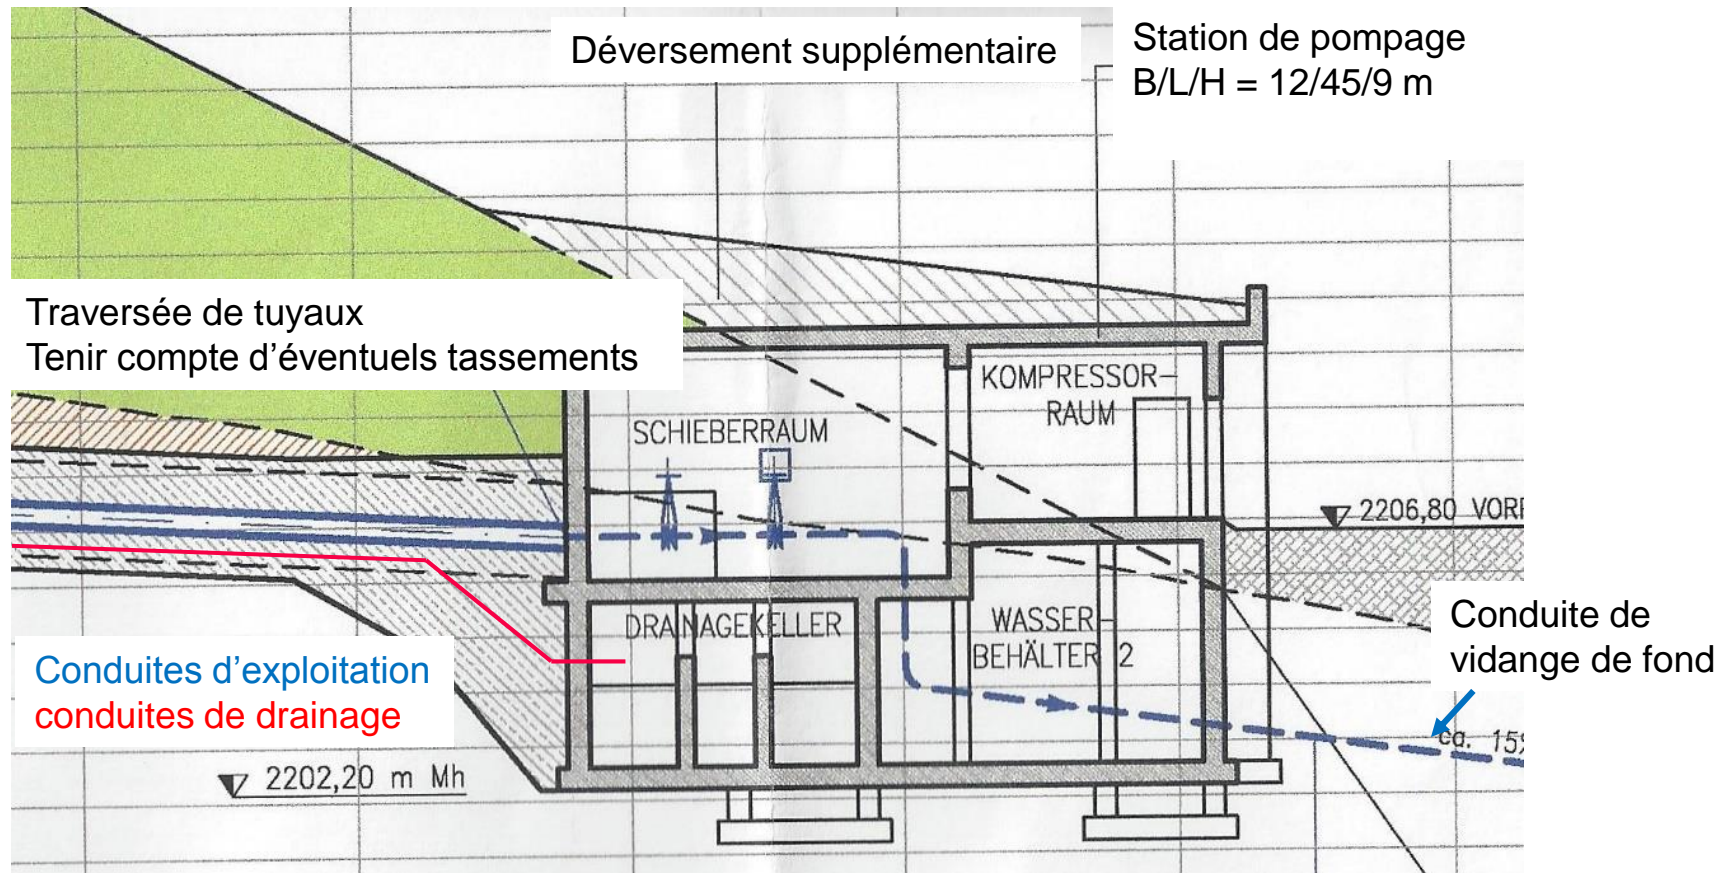 Déversement supplémentaire
Station de pompage
B/L/H = 12/45/9 m
Traversée de tuyaux
Tenir compte d’éventuels tassements
KOMPRESSOR-
RAUM
SCHIEBERRAUM
2206,80 VOR
DRAINAGEKELLER
WASSER-
BEHÄLTER 2
Conduite de
vidange de fond
Conduites d’exploitation
conduites de drainage
ca. 15%
2202,20 m Mh